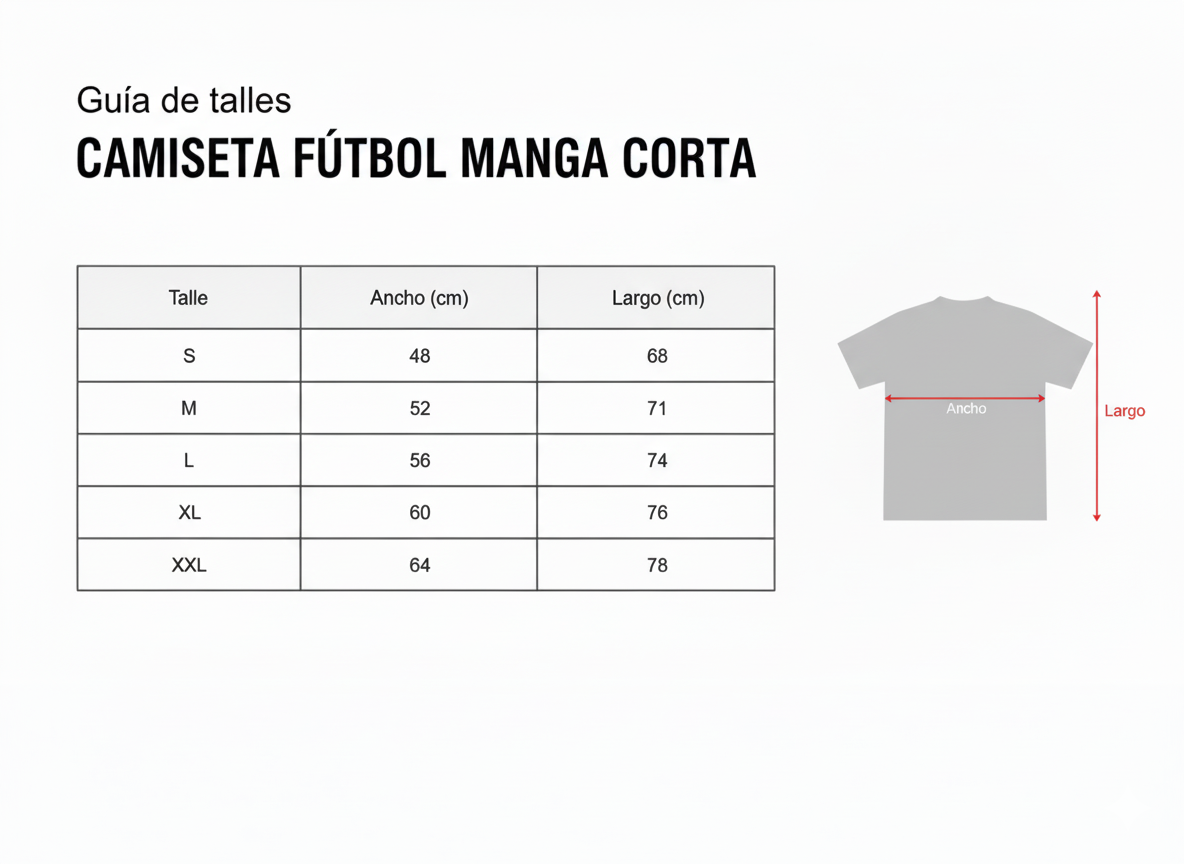 Guía de talles
CAMISETA FÚTBOL MANGA CORTA
Talle Ancho (cm) Largo (cm)
S 48 68
M 52 71
L 56 74
XL 60 76
XXL 64 78
Ancho
Largo